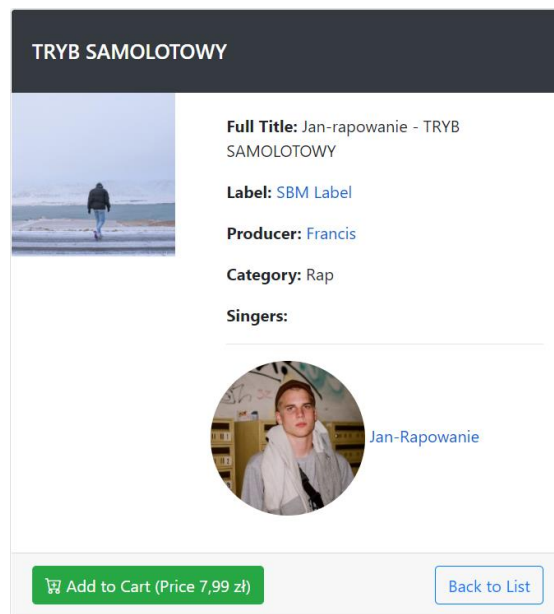 TRYB SAMOLOTOWY
Full Title: Jan-rapowanie - TRYB
SAMOLOTOWY
Label: SBM Label
Producer: Francis
Category: Rap
Singers:
Jan-Rapowanie
Add to Cart (Price 7,99 zł)
Back to List